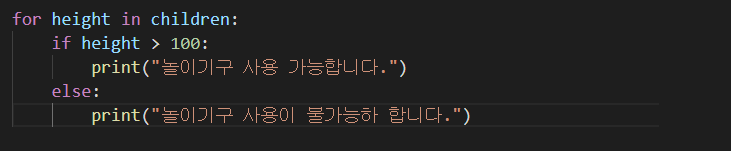 for height in children:
    if height > 100:
        print("놀이기구 사용 가능합니다.")
    else:
        print("놀이기구 사용이 불가능하 합니다.")